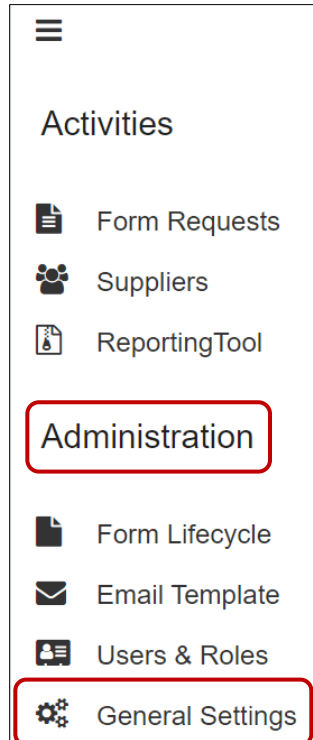 Activities
Form Requests
Suppliers
ReportingTool
Administration
Form Lifecycle
Email Template
Users & Roles
General Settings